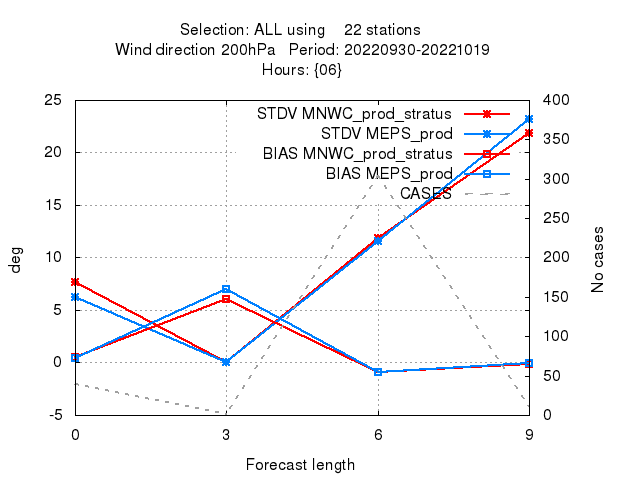 Selection: ALL using 22 stations
Wind direction 200hPa Period: 20220930-20221019
Hours: {06}
25
20
15
10
5
0
-5
deg
STDV MNWC_prod_stratus
STDV MEPS_prod
BIAS MNWC_prod_stratus
BIAS MEPS_prod
CASES
400
350
300
250
200
150
100
50
0
No cases
0 3 6 9
Forecast length